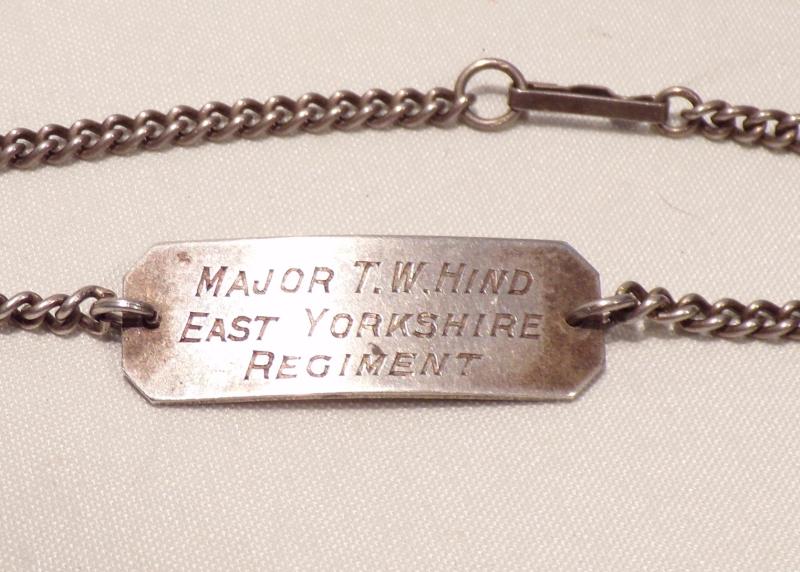 MAJOR T.W.HIND
EAST YORKSHIRE
REGIMENT